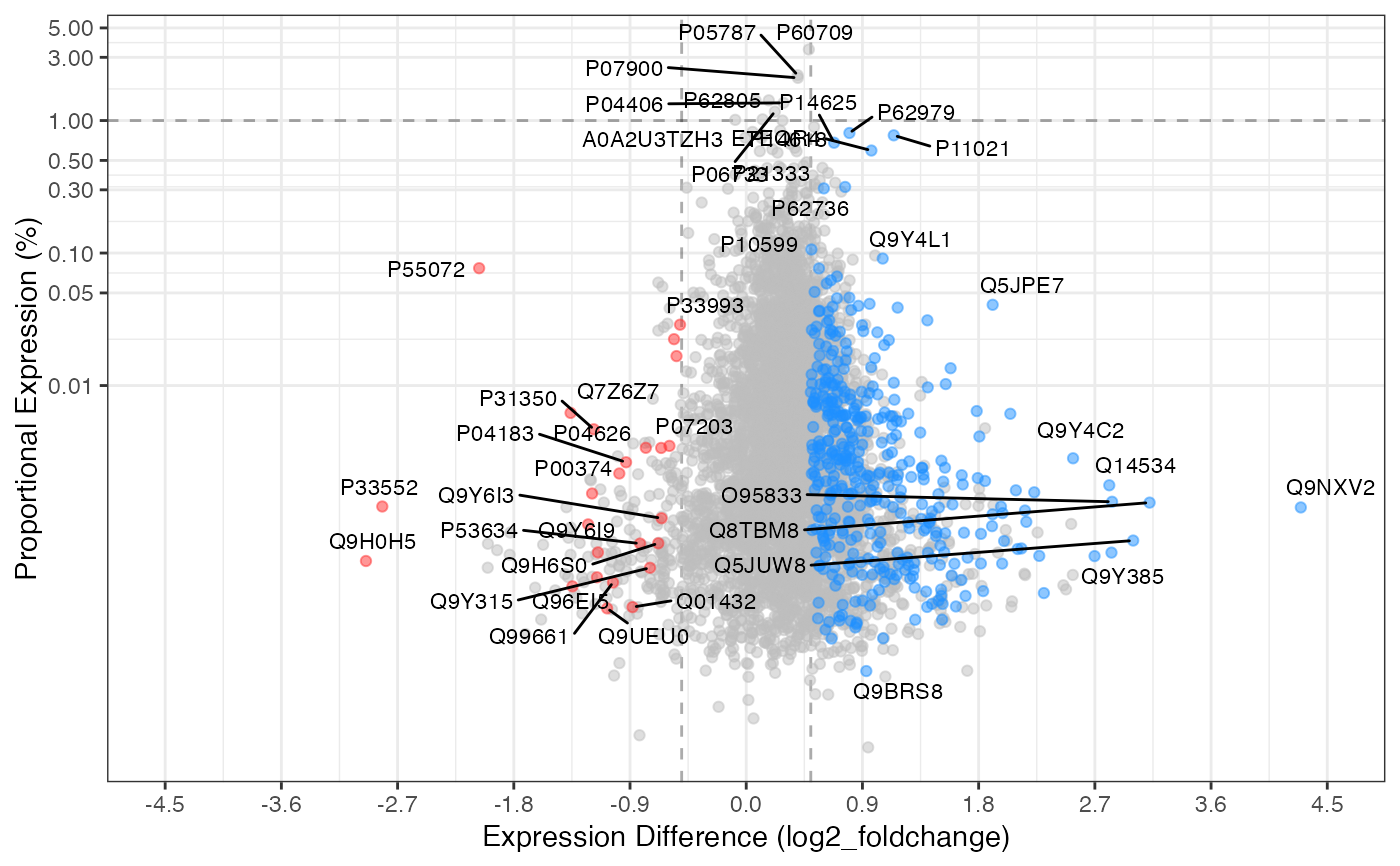 5.00
3.00
1.00
0.50
0.30
0.10
0.05
0.01
Proportional Expression (%)
P05787
P60709
P07900
P04406
P62805
P14625
P62979
A0A2U3TZH3
P14618
P11021
P06733
P21333
P62736
P10599
Q9Y4L1
P55072
Q5JPE7
P33993
Q7Z6Z7
P31350
P04183
P04626
P07203
Q9Y4C2
P00374
Q14534
P33552
Q9Y6I3
O95833
Q9NXV2
P53634
Q9Y6I9
Q8TBM8
Q9H0H5
Q9H6S0
Q5JUW8
Q9Y385
Q9Y315
Q96EI5
Q01432
Q99661
Q9UEU0
Q9BRS8
-4.5 -3.6 -2.7 -1.8 -0.9 0.0 0.9 1.8 2.7 3.6 4.5
Expression Difference (log2_foldchange)